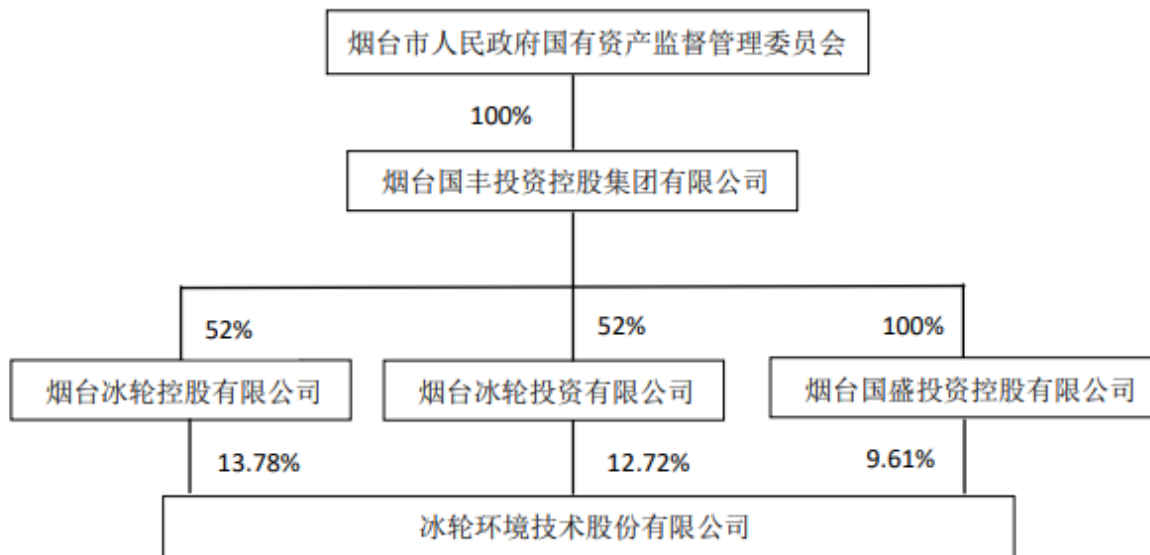 烟台市人民政府国有资产监督管理委员会
100%
烟台国丰投资控股集团有限公司
52%
52%
100%
烟台冰轮控股有限公司
烟台冰轮投资有限公司
烟台国盛投资控股有限公司
13.78%
12.72%
9.61%
冰轮环境技术股份有限公司